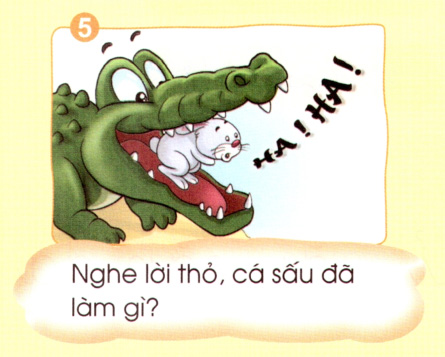 5
HA! HA!
Nghe lời thỏ, cá sấu đã
làm gì?